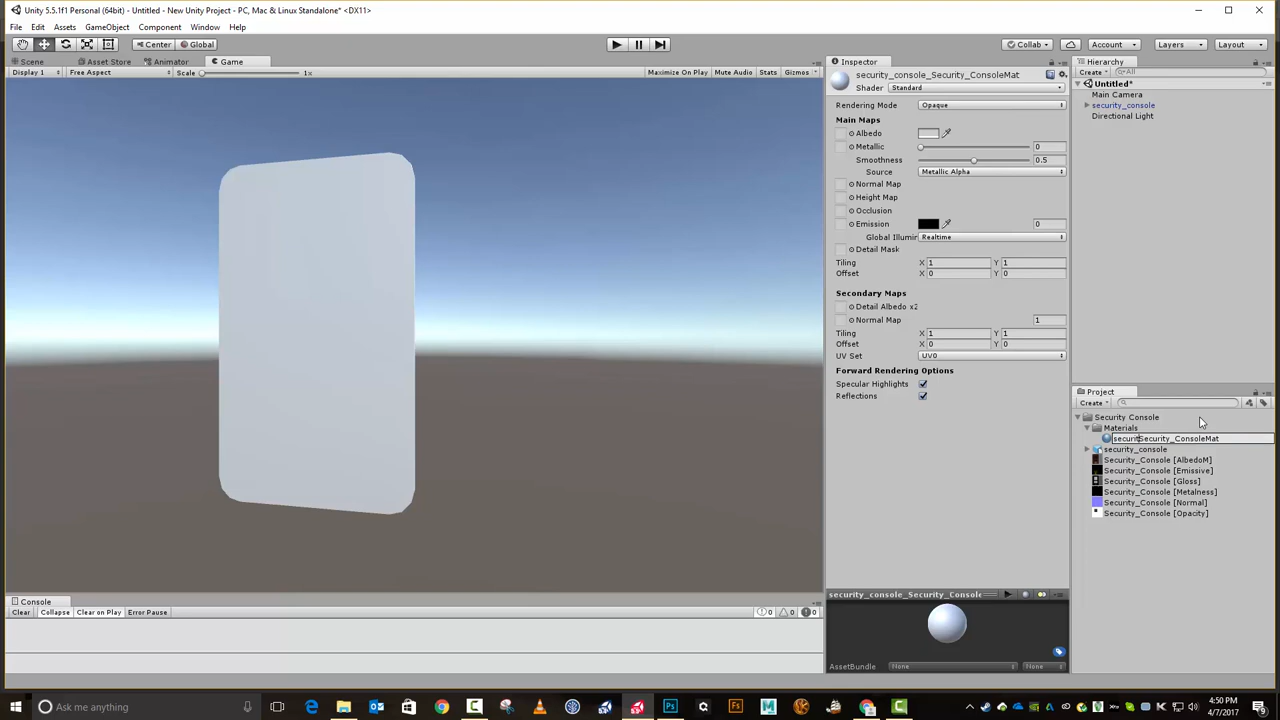 Unity 5.5.1f1 Personal (64bit) - Untitled - New Unity Project - PC, Mac & Linux Standalone* <DX11>
File Edit Assets GameObject Component Window Help
Center Global Collab Account Layers Layout
Scene Asset Store Animator Game
Display 1 Free Aspect Scale 1x Maximize On Play Mute Audio Stats Gizmos
Inspector
security_console_Security_ConsoleMat
Shader Standard
Rendering Mode Opaque
Main Maps
Albedo
Metallic 0
Smoothness 0.5
Source Metallic Alpha
Normal Map
Height Map
Occlusion
Emission 0
Global Illumir Realtime
Detail Mask
Tiling X 1 Y 1
Offset X 0 Y 0
Secondary Maps
Detail Albedo x2
Normal Map 1
Tiling X 1 Y 1
Offset X 0 Y 0
UV Set UV0
Forward Rendering Options
Specular Highlights
Reflections
security_console_Security_Console
AssetBundle None None
Hierarchy
Create All
Untitled*
Main Camera
security_console
Directional Light
Project
Create
Security Console
Materials
securitSecurity_ConsoleMat
security_console
Security_Console [AlbedoM]
Security_Console [Emissive]
Security_Console [Gloss]
Security_Console [Metalness]
Security_Console [Normal]
Security_Console [Opacity]
Console
Clear Collapse Clear on Play Error Pause 0 0 0
Ask me anything
4:50 PM
4/7/2017